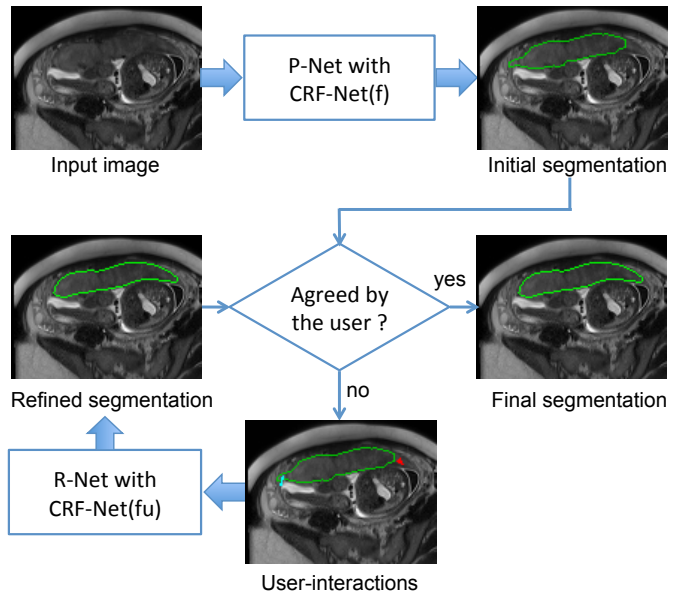 P-Net with
CRF-Net(f)
Input image
Initial segmentation
Agreed by
the user ?
yes
no
Refined segmentation
Final segmentation
R-Net with
CRF-Net(fu)
User-interactions